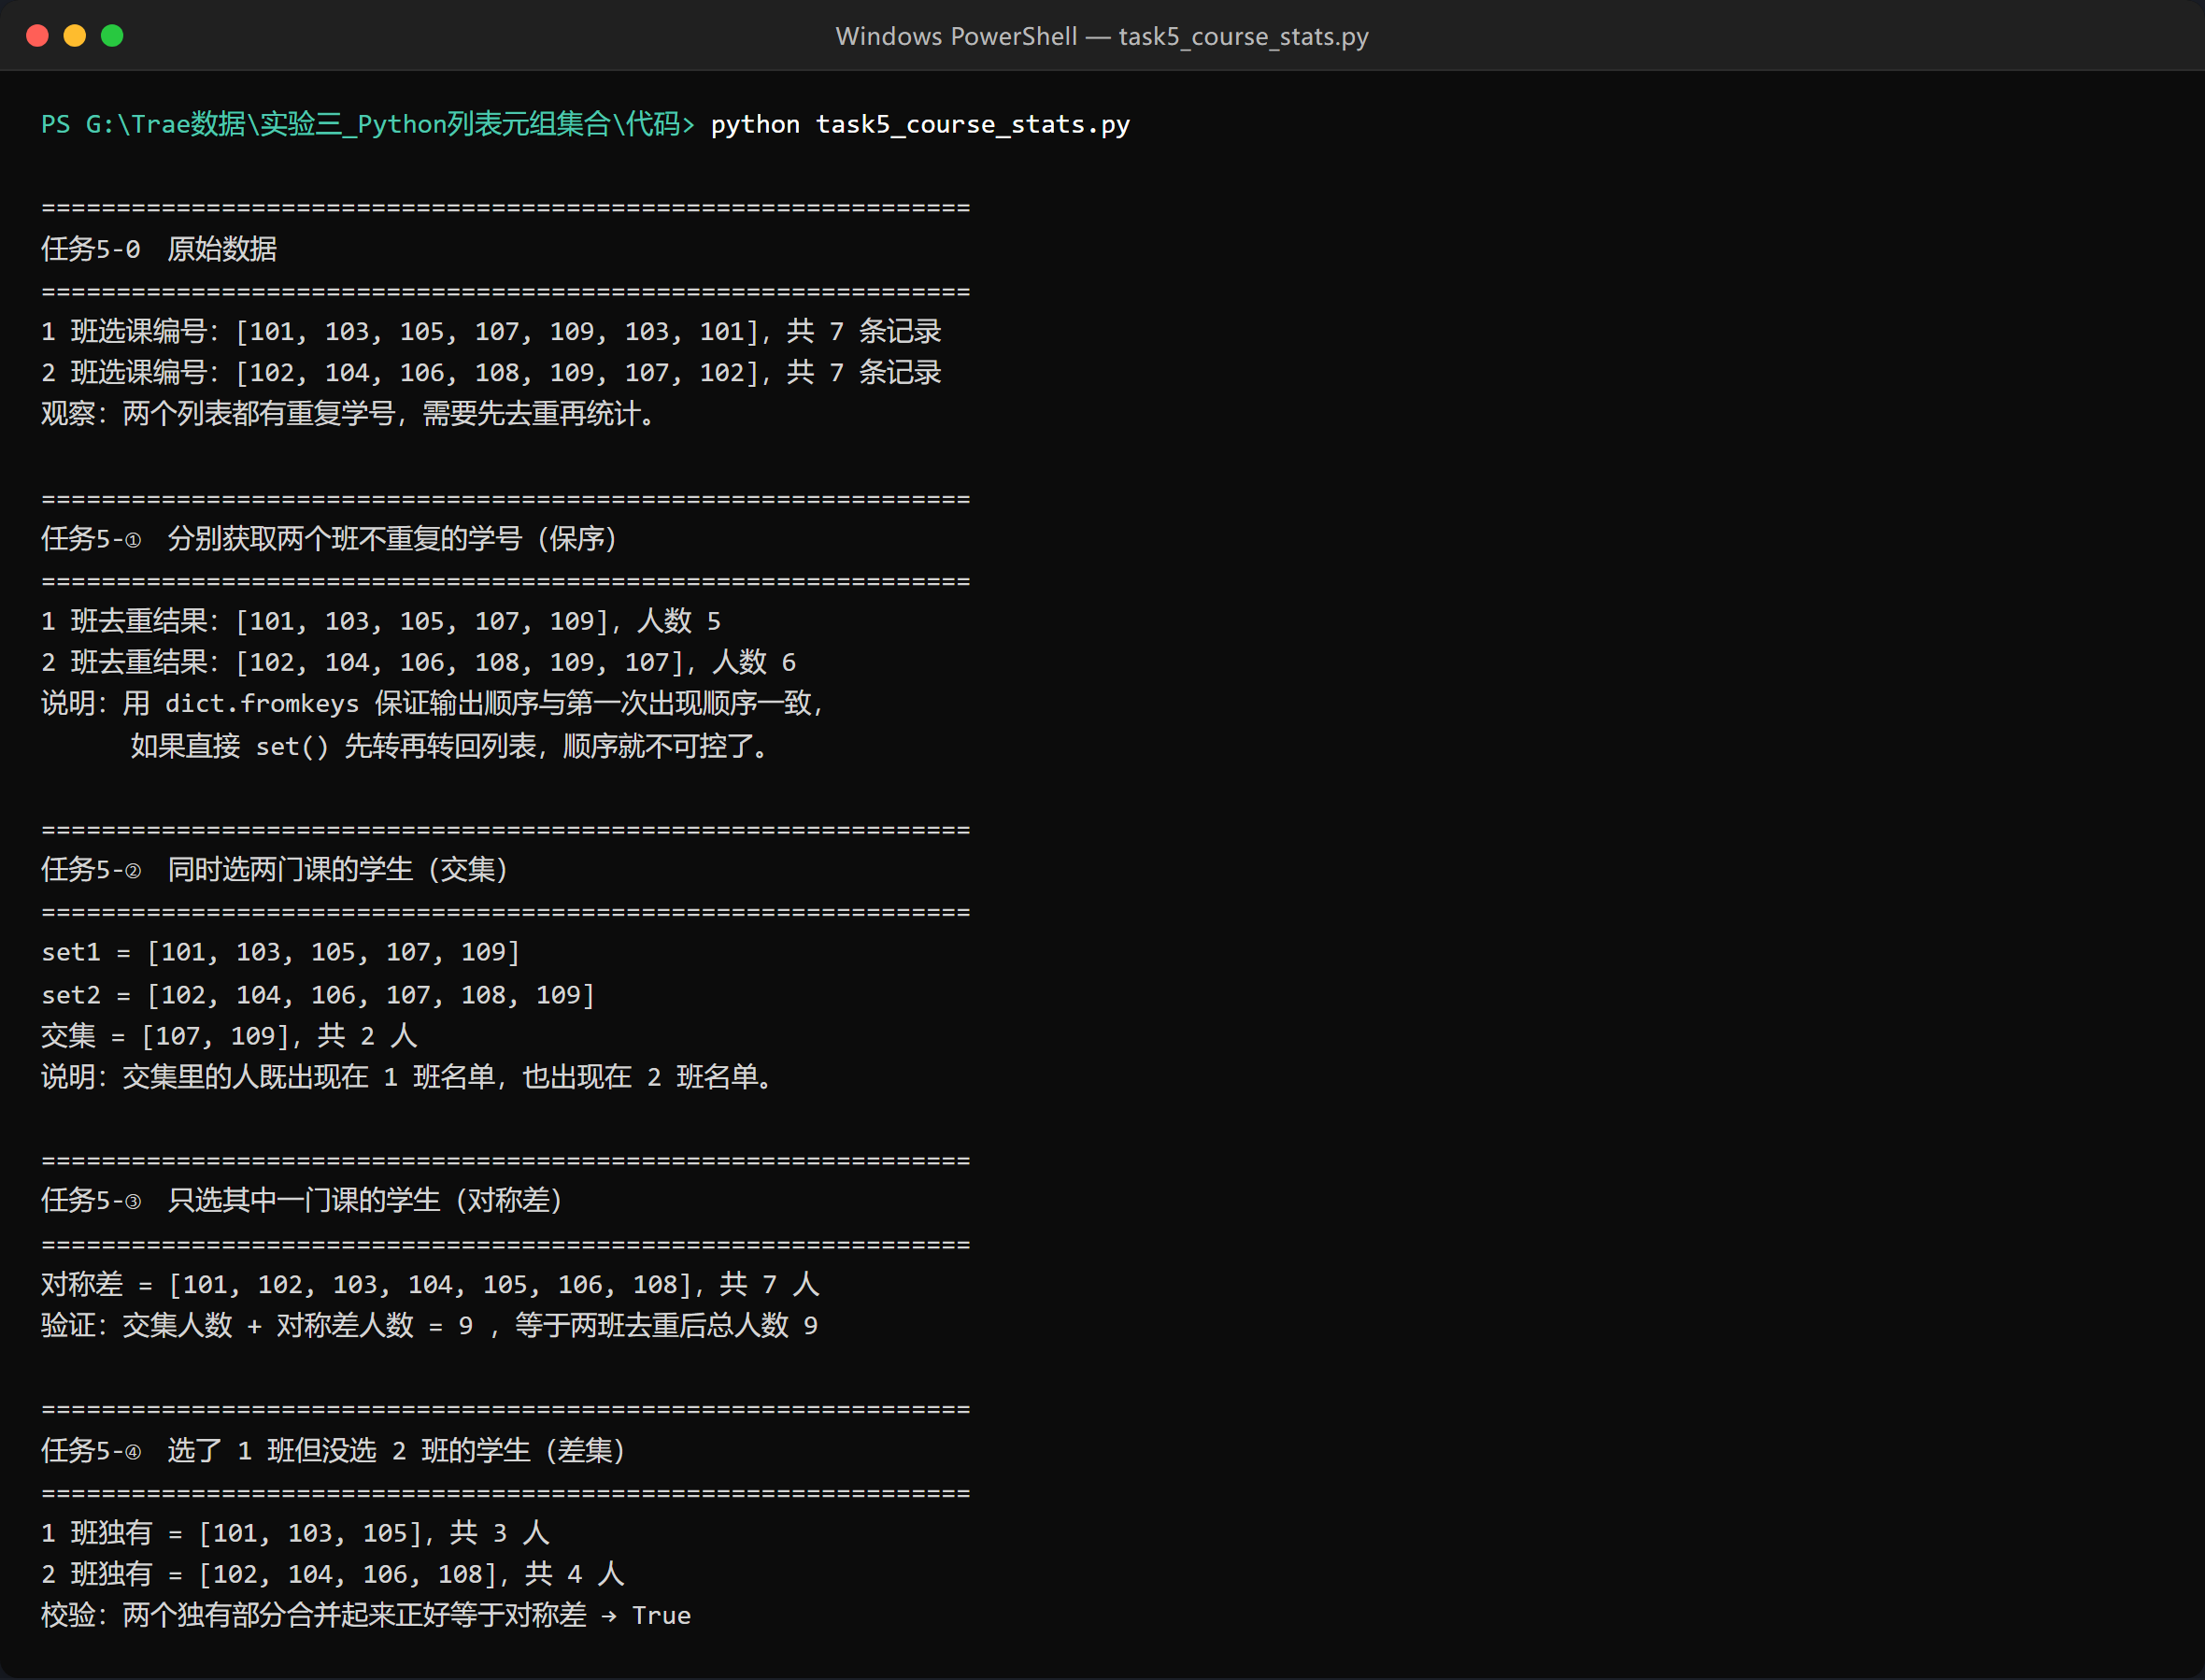 Windows PowerShell — task5_course_stats.py
PS G:\Trae数据\实验三_Python列表元组集合\代码> python task5_course_stats.py
==============================================================
任务5-0  原始数据
==============================================================
1 班选课编号：[101, 103, 105, 107, 109, 103, 101]，共 7 条记录
2 班选课编号：[102, 104, 106, 108, 109, 107, 102]，共 7 条记录
观察：两个列表都有重复学号，需要先去重再统计。
==============================================================
任务5-①  分别获取两个班不重复的学号（保序）
==============================================================
1 班去重结果：[101, 103, 105, 107, 109]，人数 5
2 班去重结果：[102, 104, 106, 108, 109, 107]，人数 6
说明：用 dict.fromkeys 保证输出顺序与第一次出现顺序一致，
      如果直接 set() 先转再转回列表，顺序就不可控了。
==============================================================
任务5-②  同时选两门课的学生（交集）
==============================================================
set1 = [101, 103, 105, 107, 109]
set2 = [102, 104, 106, 107, 108, 109]
交集 = [107, 109]，共 2 人
说明：交集里的人既出现在 1 班名单，也出现在 2 班名单。
==============================================================
任务5-③  只选其中一门课的学生（对称差）
==============================================================
对称差 = [101, 102, 103, 104, 105, 106, 108]，共 7 人
验证：交集人数 + 对称差人数 = 9 ，等于两班去重后总人数 9
==============================================================
任务5-④  选了 1 班但没选 2 班的学生（差集）
==============================================================
1 班独有 = [101, 103, 105]，共 3 人
2 班独有 = [102, 104, 106, 108]，共 4 人
校验：两个独有部分合并起来正好等于对称差 → True